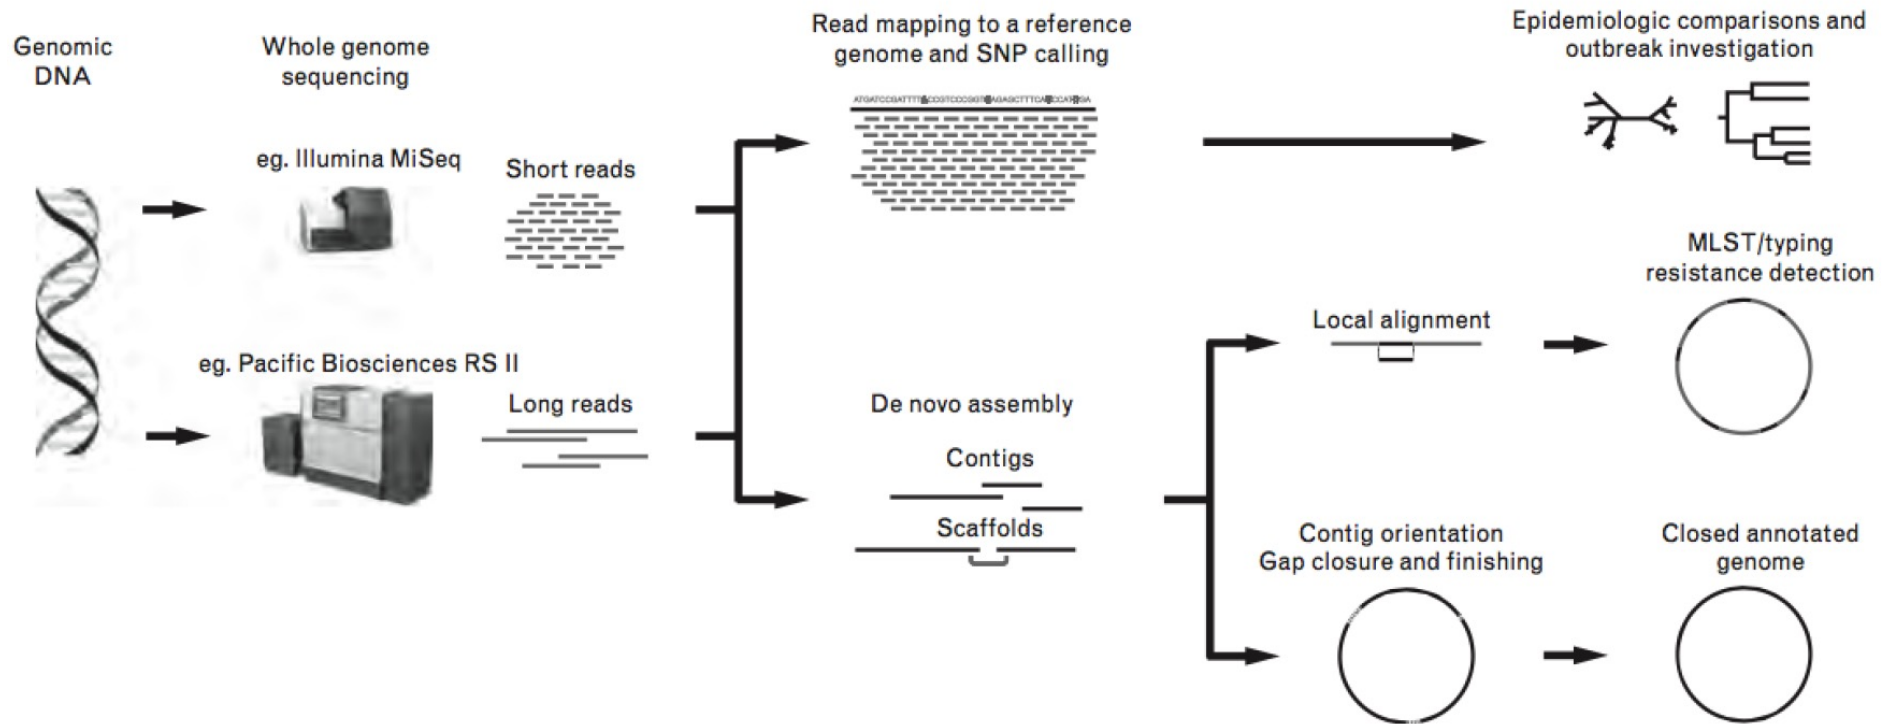 Genomic
DNA
Whole genome
sequencing
eg. Illumina MiSeq
Short reads
eg. Pacific Biosciences RS II
Long reads
Read mapping to a reference
genome and SNP calling
De novo assembly
Contigs
Scaffolds
Epidemiologic comparisons and
outbreak investigation
Local alignment
MLST/typing
resistance detection
Contig orientation
Gap closure and finishing
Closed annotated
genome